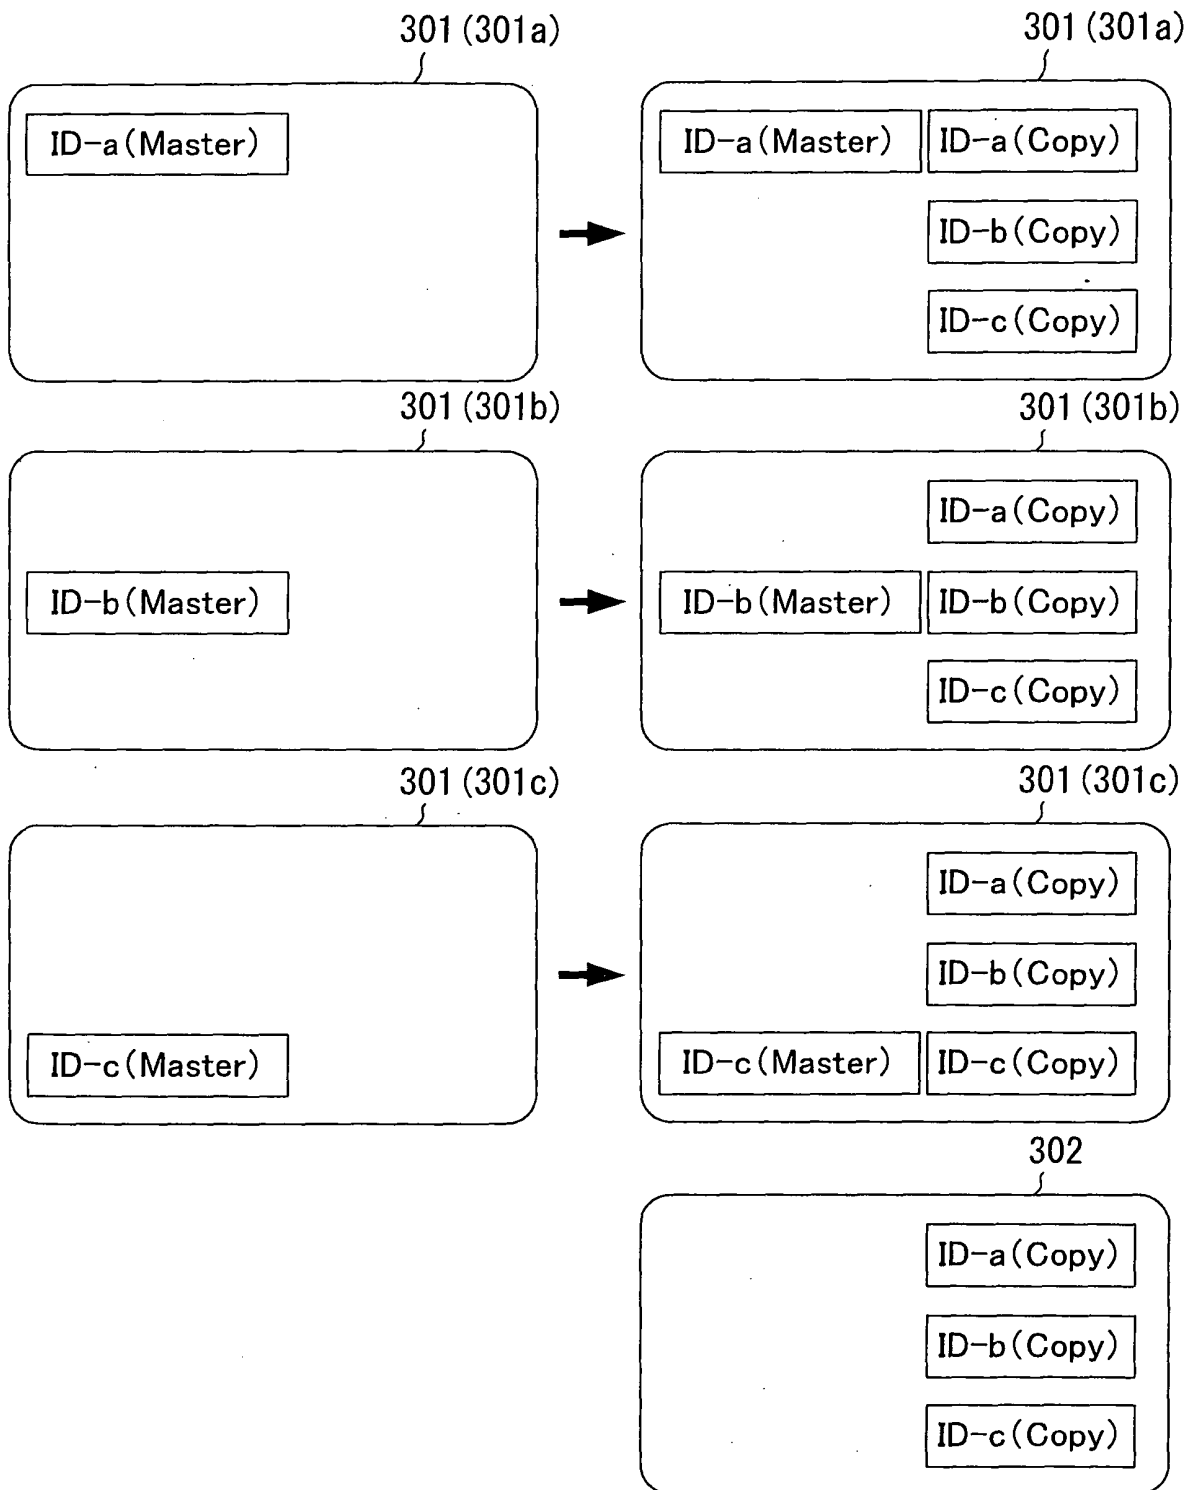 301 (301a)
301 (301a)
ID-a(Master)
ID-a(Master)
ID-a(Copy)
ID-b(Copy)
ID-c(Copy)
301 (301b)
301 (301b)
ID-a(Copy)
ID-b(Master)
ID-b(Master)
ID-b(Copy)
ID-c(Copy)
301 (301c)
301 (301c)
ID-a(Copy)
ID-b(Copy)
ID-c(Master)
ID-c(Master)
ID-c(Copy)
302
ID-a(Copy)
ID-b(Copy)
ID-c(Copy)